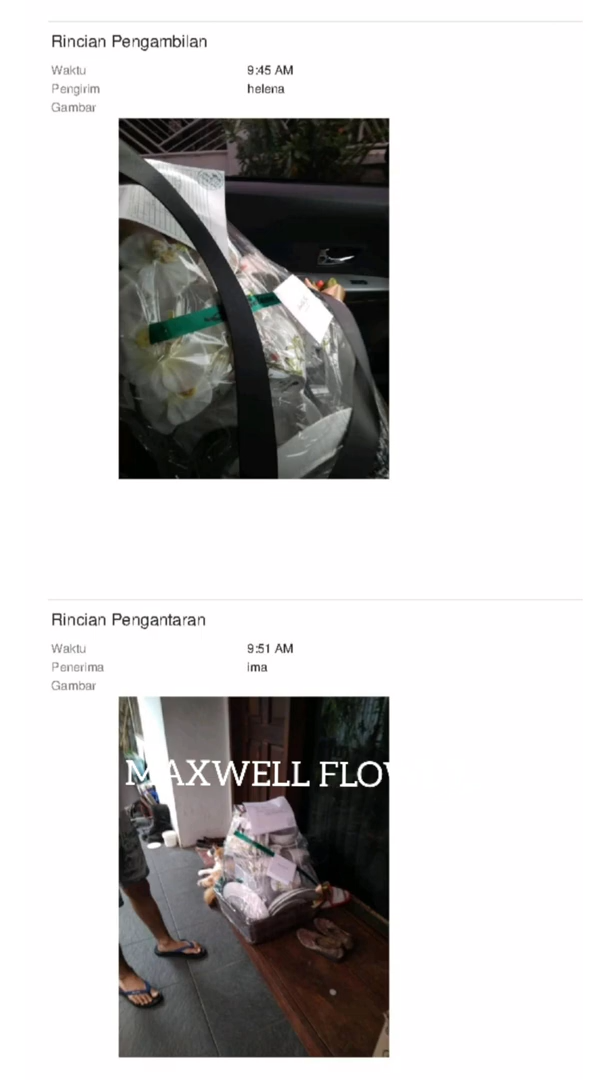 Rincian Pengambilan
Waktu 9:45 AM
Pengirim helena
Gambar
Rincian Pengantaran
Waktu 9:51 AM
Penerima ima
Gambar
MAXWELL FLOWER